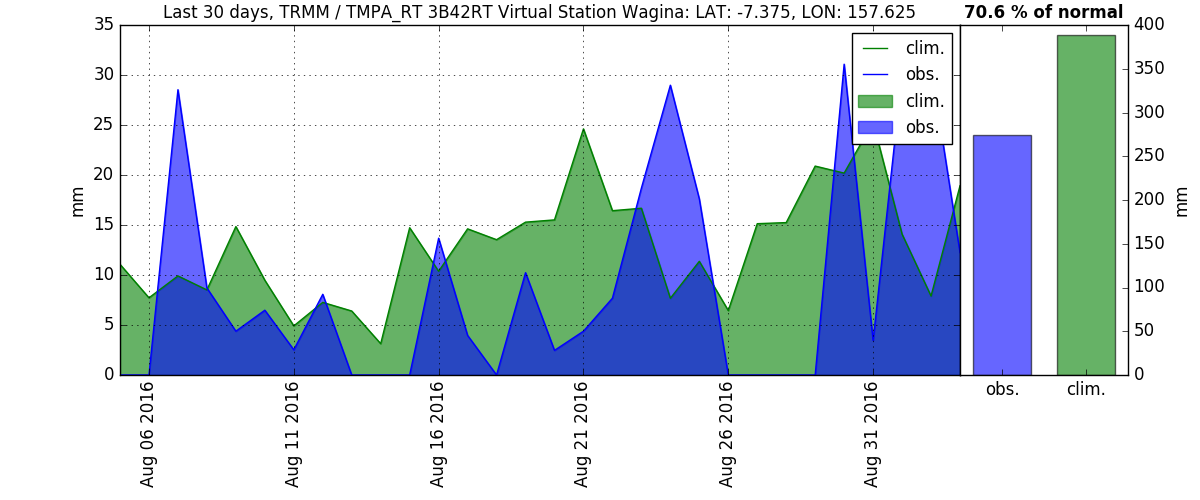 Last 30 days, TRMM / TMPA_RT 3B42RT Virtual Station Wagina: LAT: -7.375, LON: 157.625
70.6 % of normal
35
30
25
20
15
10
5
0
mm
clim.
obs.
clim.
obs.
Aug 06 2016
Aug 11 2016
Aug 16 2016
Aug 21 2016
Aug 26 2016
Aug 31 2016
400
350
300
250
200
150
100
50
0
mm
obs.
clim.